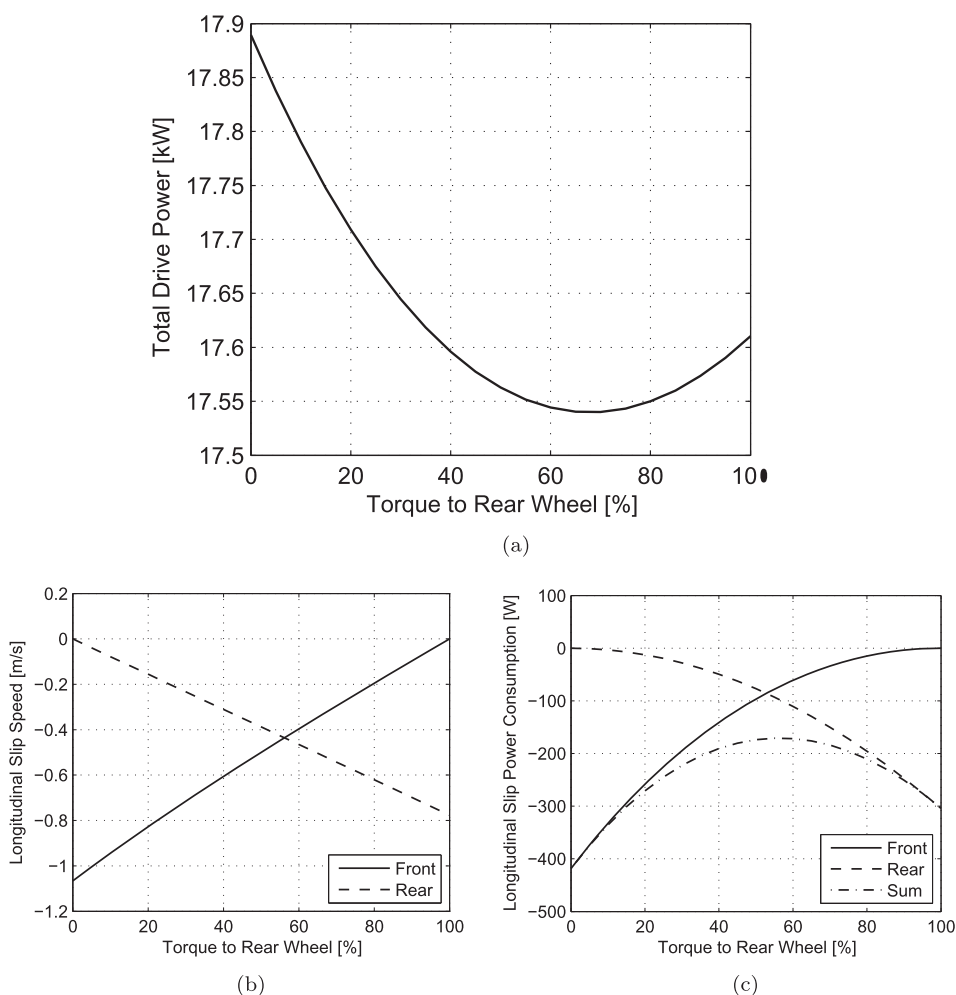 17.9
17.85
17.8
17.75
17.7
17.65
17.6
17.55
17.5
Total Drive Power [kW]
0 20 40 60 80 100
Torque to Rear Wheel [%]
(a)
0.2
0
−0.2
−0.4
−0.6
−0.8
−1
−1.2
Longitudinal Slip Speed [m/s]
Front
Rear
0 20 40 60 80 100
Torque to Rear Wheel [%]
(b)
100
0
−100
−200
−300
−400
−500
Longitudinal Slip Power Consumption [W]
Front
Rear
Sum
0 20 40 60 80 100
Torque to Rear Wheel [%]
(c)